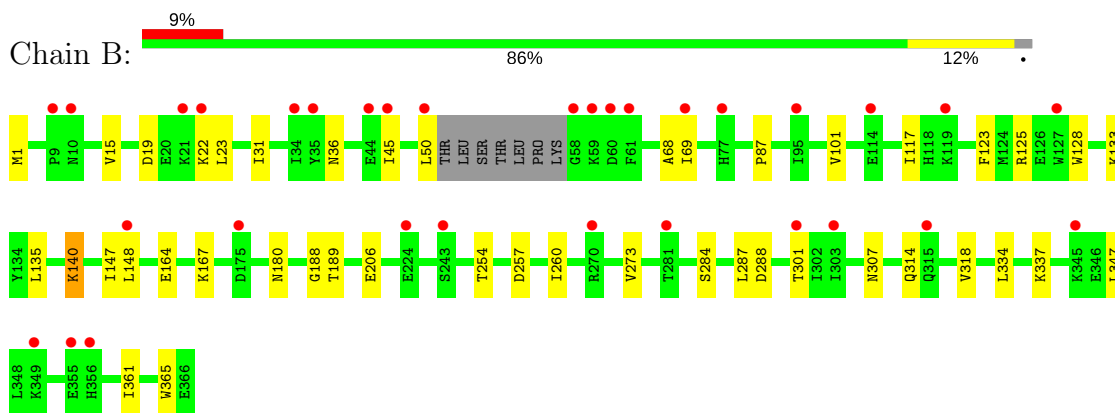 9%
Chain B:
86% 12% •
M1 P9 N10 V15 D19 E20 K21 K22 L23 I31 I34 Y35 N36 E44 I45 L50 THR LEU SER THR LEU PRO LYS G58 K59 D60 F61 A68 I69 H77 P87 I95 V101 E114 I117 H118 K119 F123 M124 R125 E126 W127 W128
Y134 L135 K140 I147 L148 E164 K167 D175 N180 G188 T189 E206 E224 S243 T254 D257 I260 R270 V273 T281 S284 L287 D288 T301 I302 I303 N307 Q314 Q315 V318 L334 K337 K345 E346
L348 K349 E355 H356 I361 W365 E366